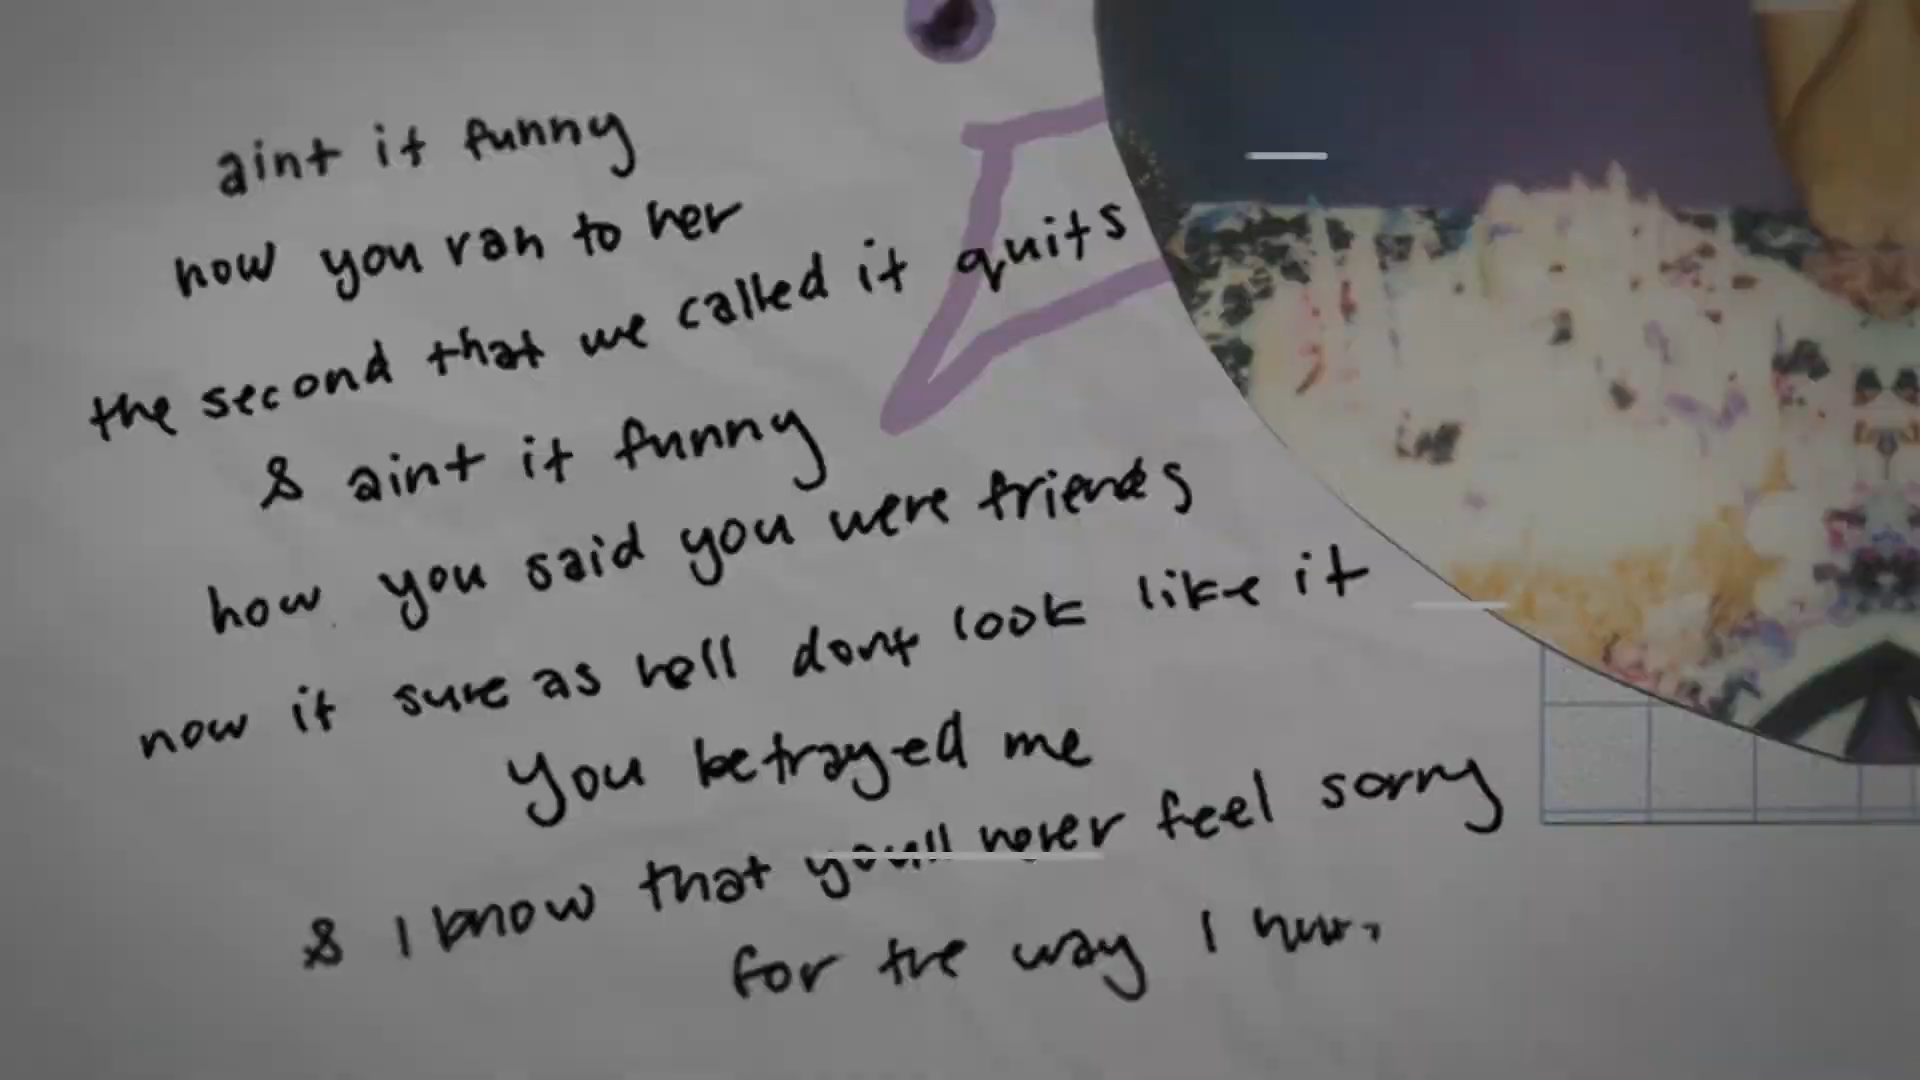 aint it funny
how you ran to her
the second that we called it quits
& aint it funny
how you said you were friends
now it sure as hell dont look like it
You betrayed me
& I know that you'll never feel sorry
for the way I